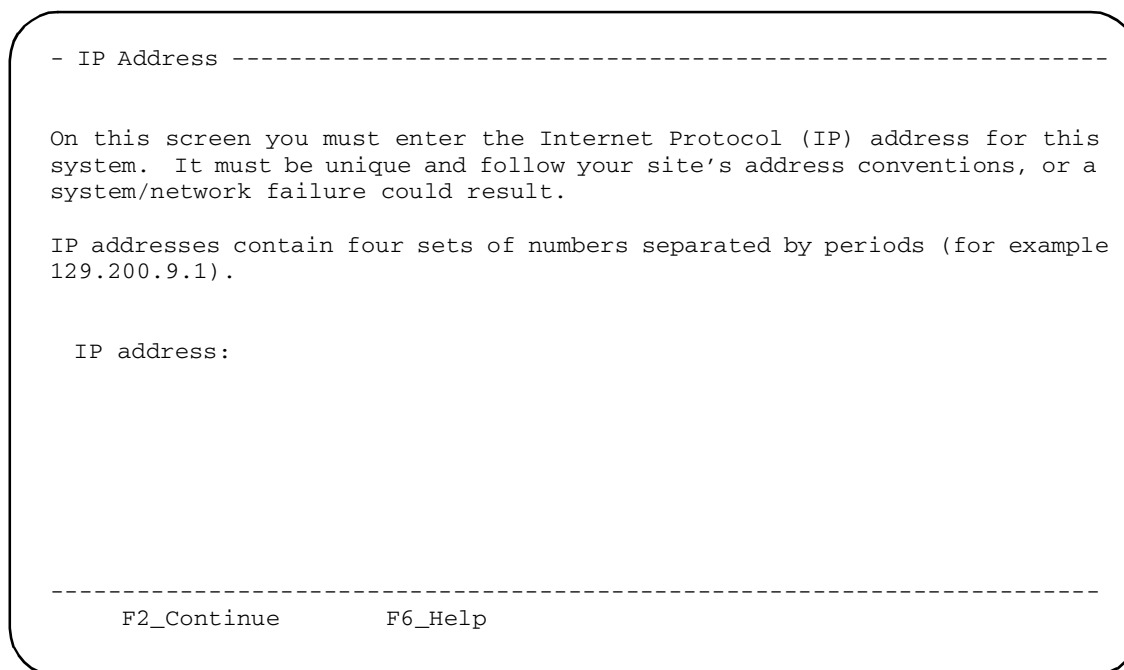 - IP Address -------------------------------------------------------------
On this screen you must enter the Internet Protocol (IP) address for this
system.  It must be unique and follow your site's address conventions, or a
system/network failure could result.
IP addresses contain four sets of numbers separated by periods (for example
129.200.9.1).
IP address:
-------------------------------------------------------------------------
F2_Continue        F6_Help